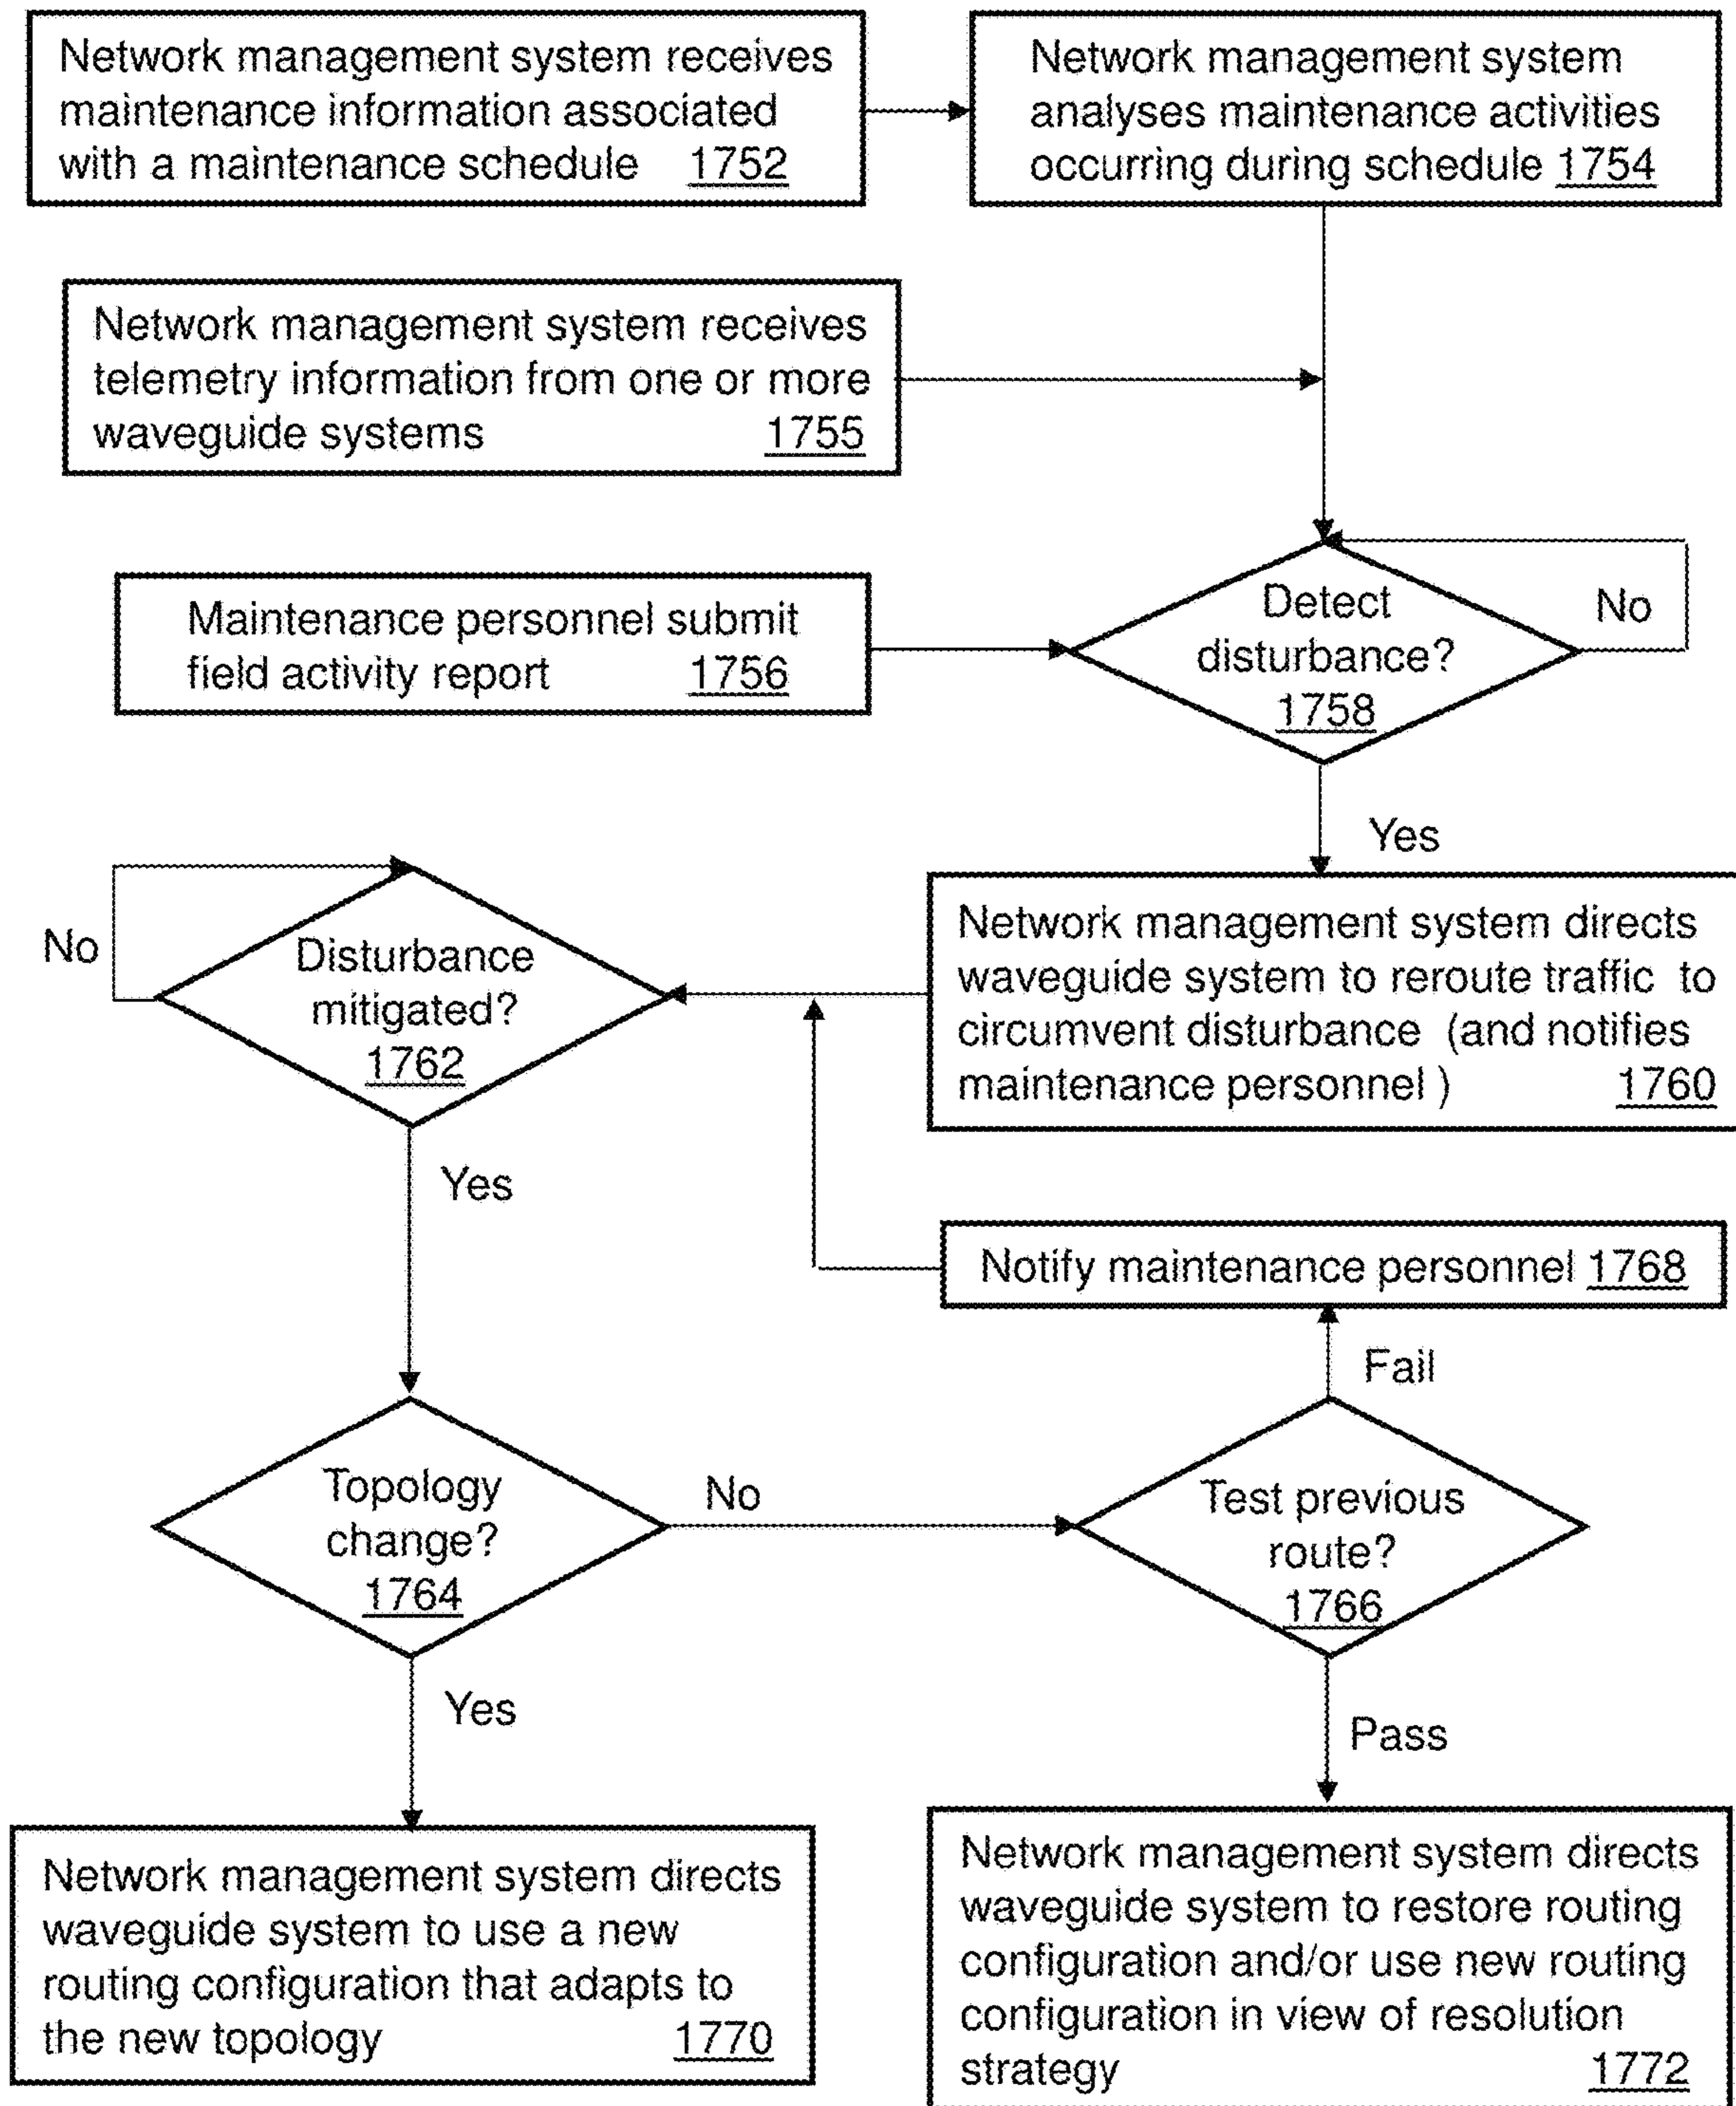 Network management system receives
maintenance information associated
with a maintenance schedule 1752
Network management system
analyses maintenance activities
occurring during schedule 1754
Network management system receives
telemetry information from one or more
waveguide systems 1755
Maintenance personnel submit
field activity report 1756
Detect
disturbance?
1758
No
Yes
Network management system directs
waveguide system to reroute traffic to
circumvent disturbance (and notifies
maintenance personnel ) 1760
Disturbance
mitigated?
1762
No
Yes
Notify maintenance personnel 1768
Fail
Topology
change?
1764
No
Test previous
route?
1766
Yes
Pass
Network management system directs
waveguide system to use a new
routing configuration that adapts to
the new topology 1770
Network management system directs
waveguide system to restore routing
configuration and/or use new routing
configuration in view of resolution
strategy 1772